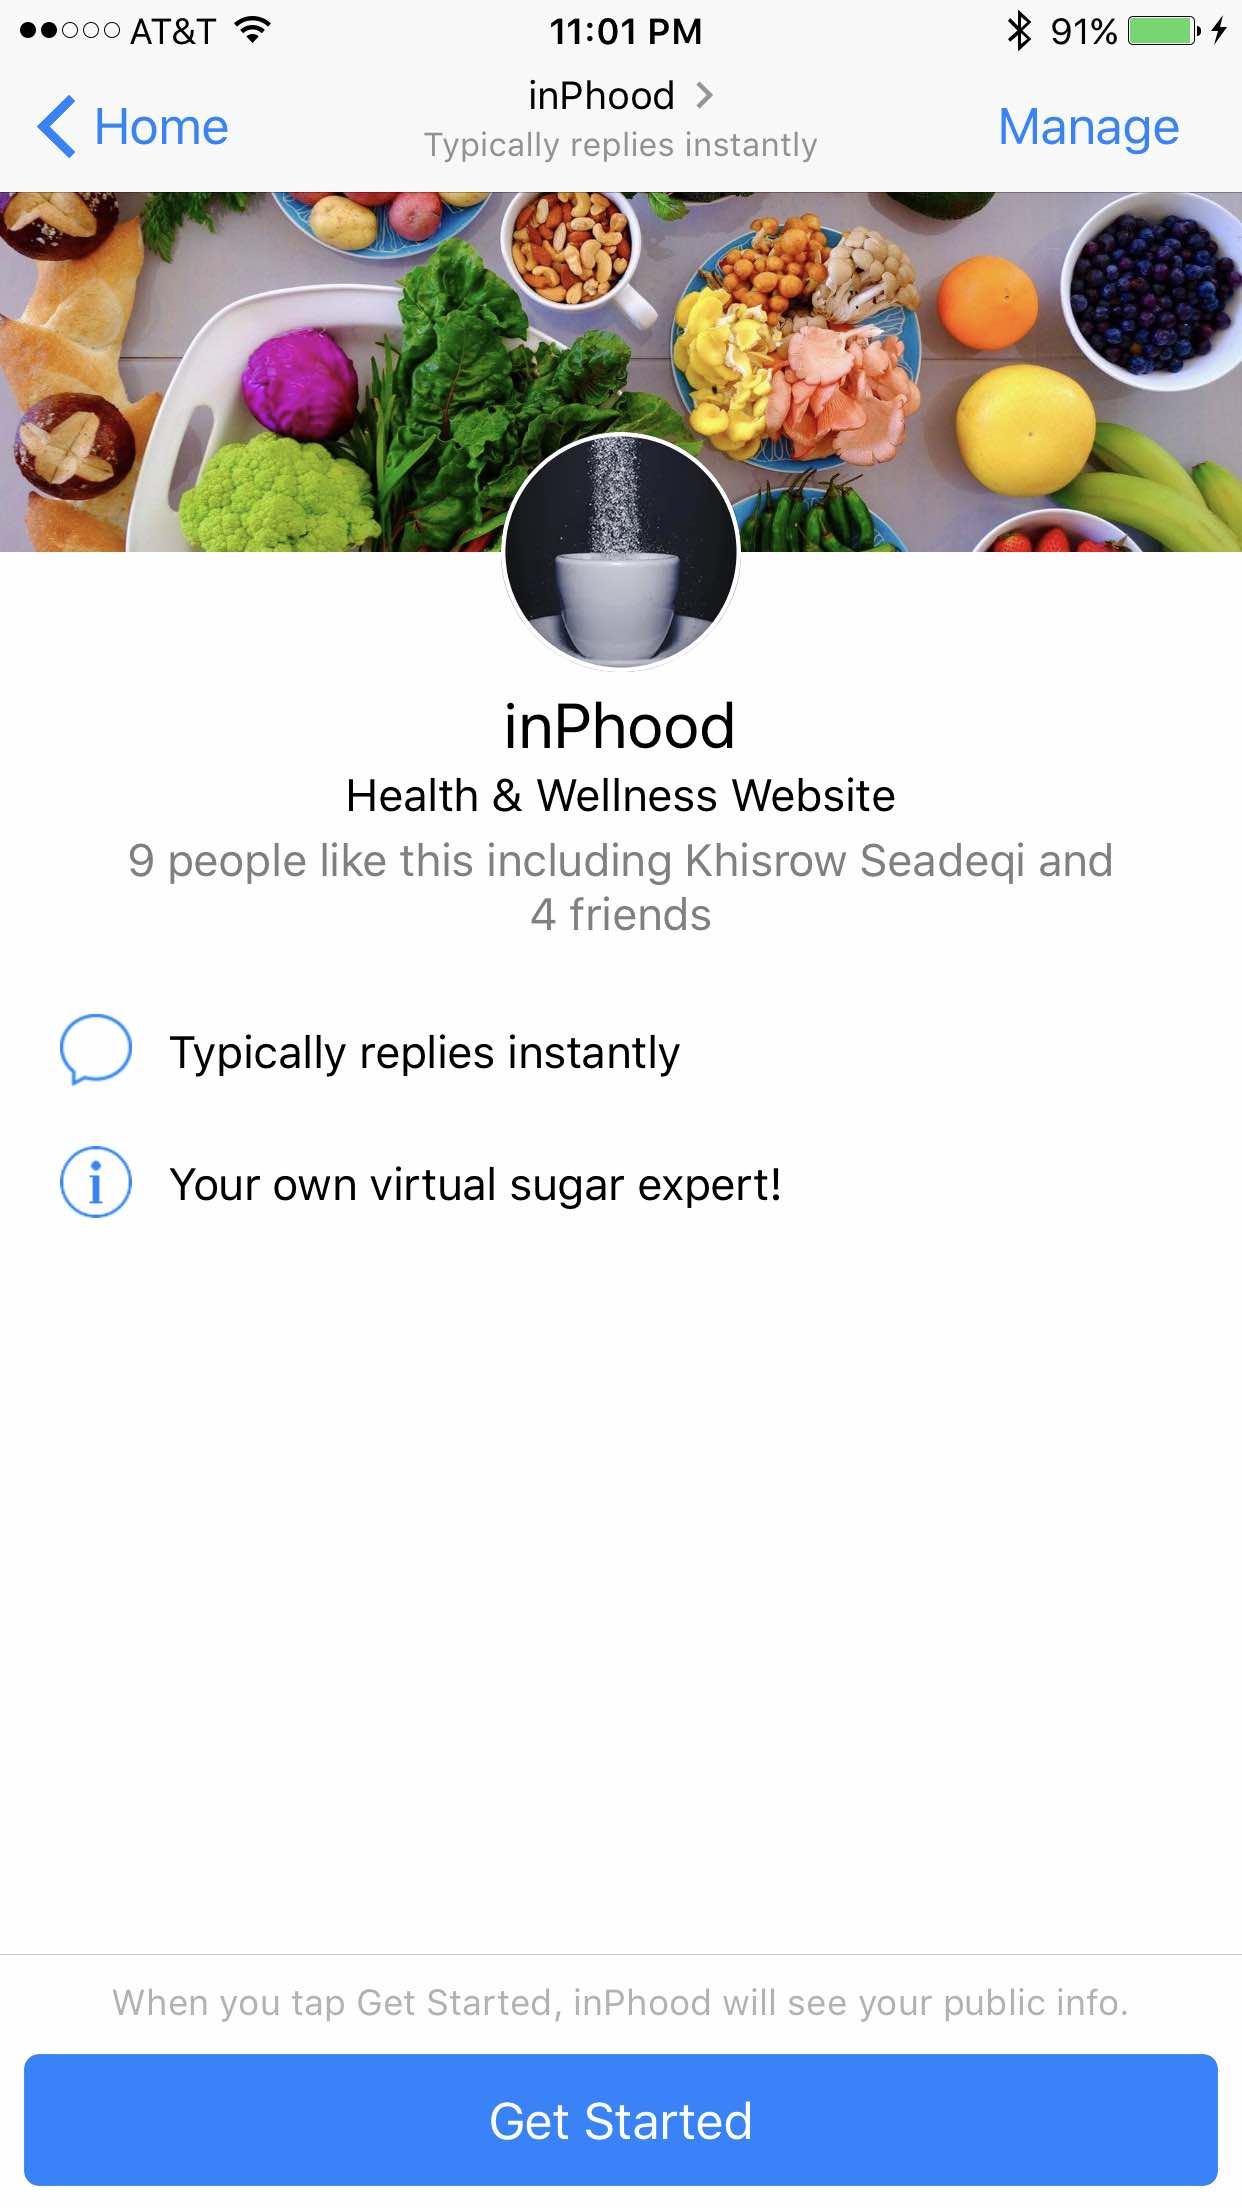 AT&T 11:01 PM 91%
Home inPhood Manage
Typically replies instantly
inPhood
Health & Wellness Website
9 people like this including Khisrow Seadeqi and
4 friends
Typically replies instantly
Your own virtual sugar expert!
When you tap Get Started, inPhood will see your public info.
Get Started